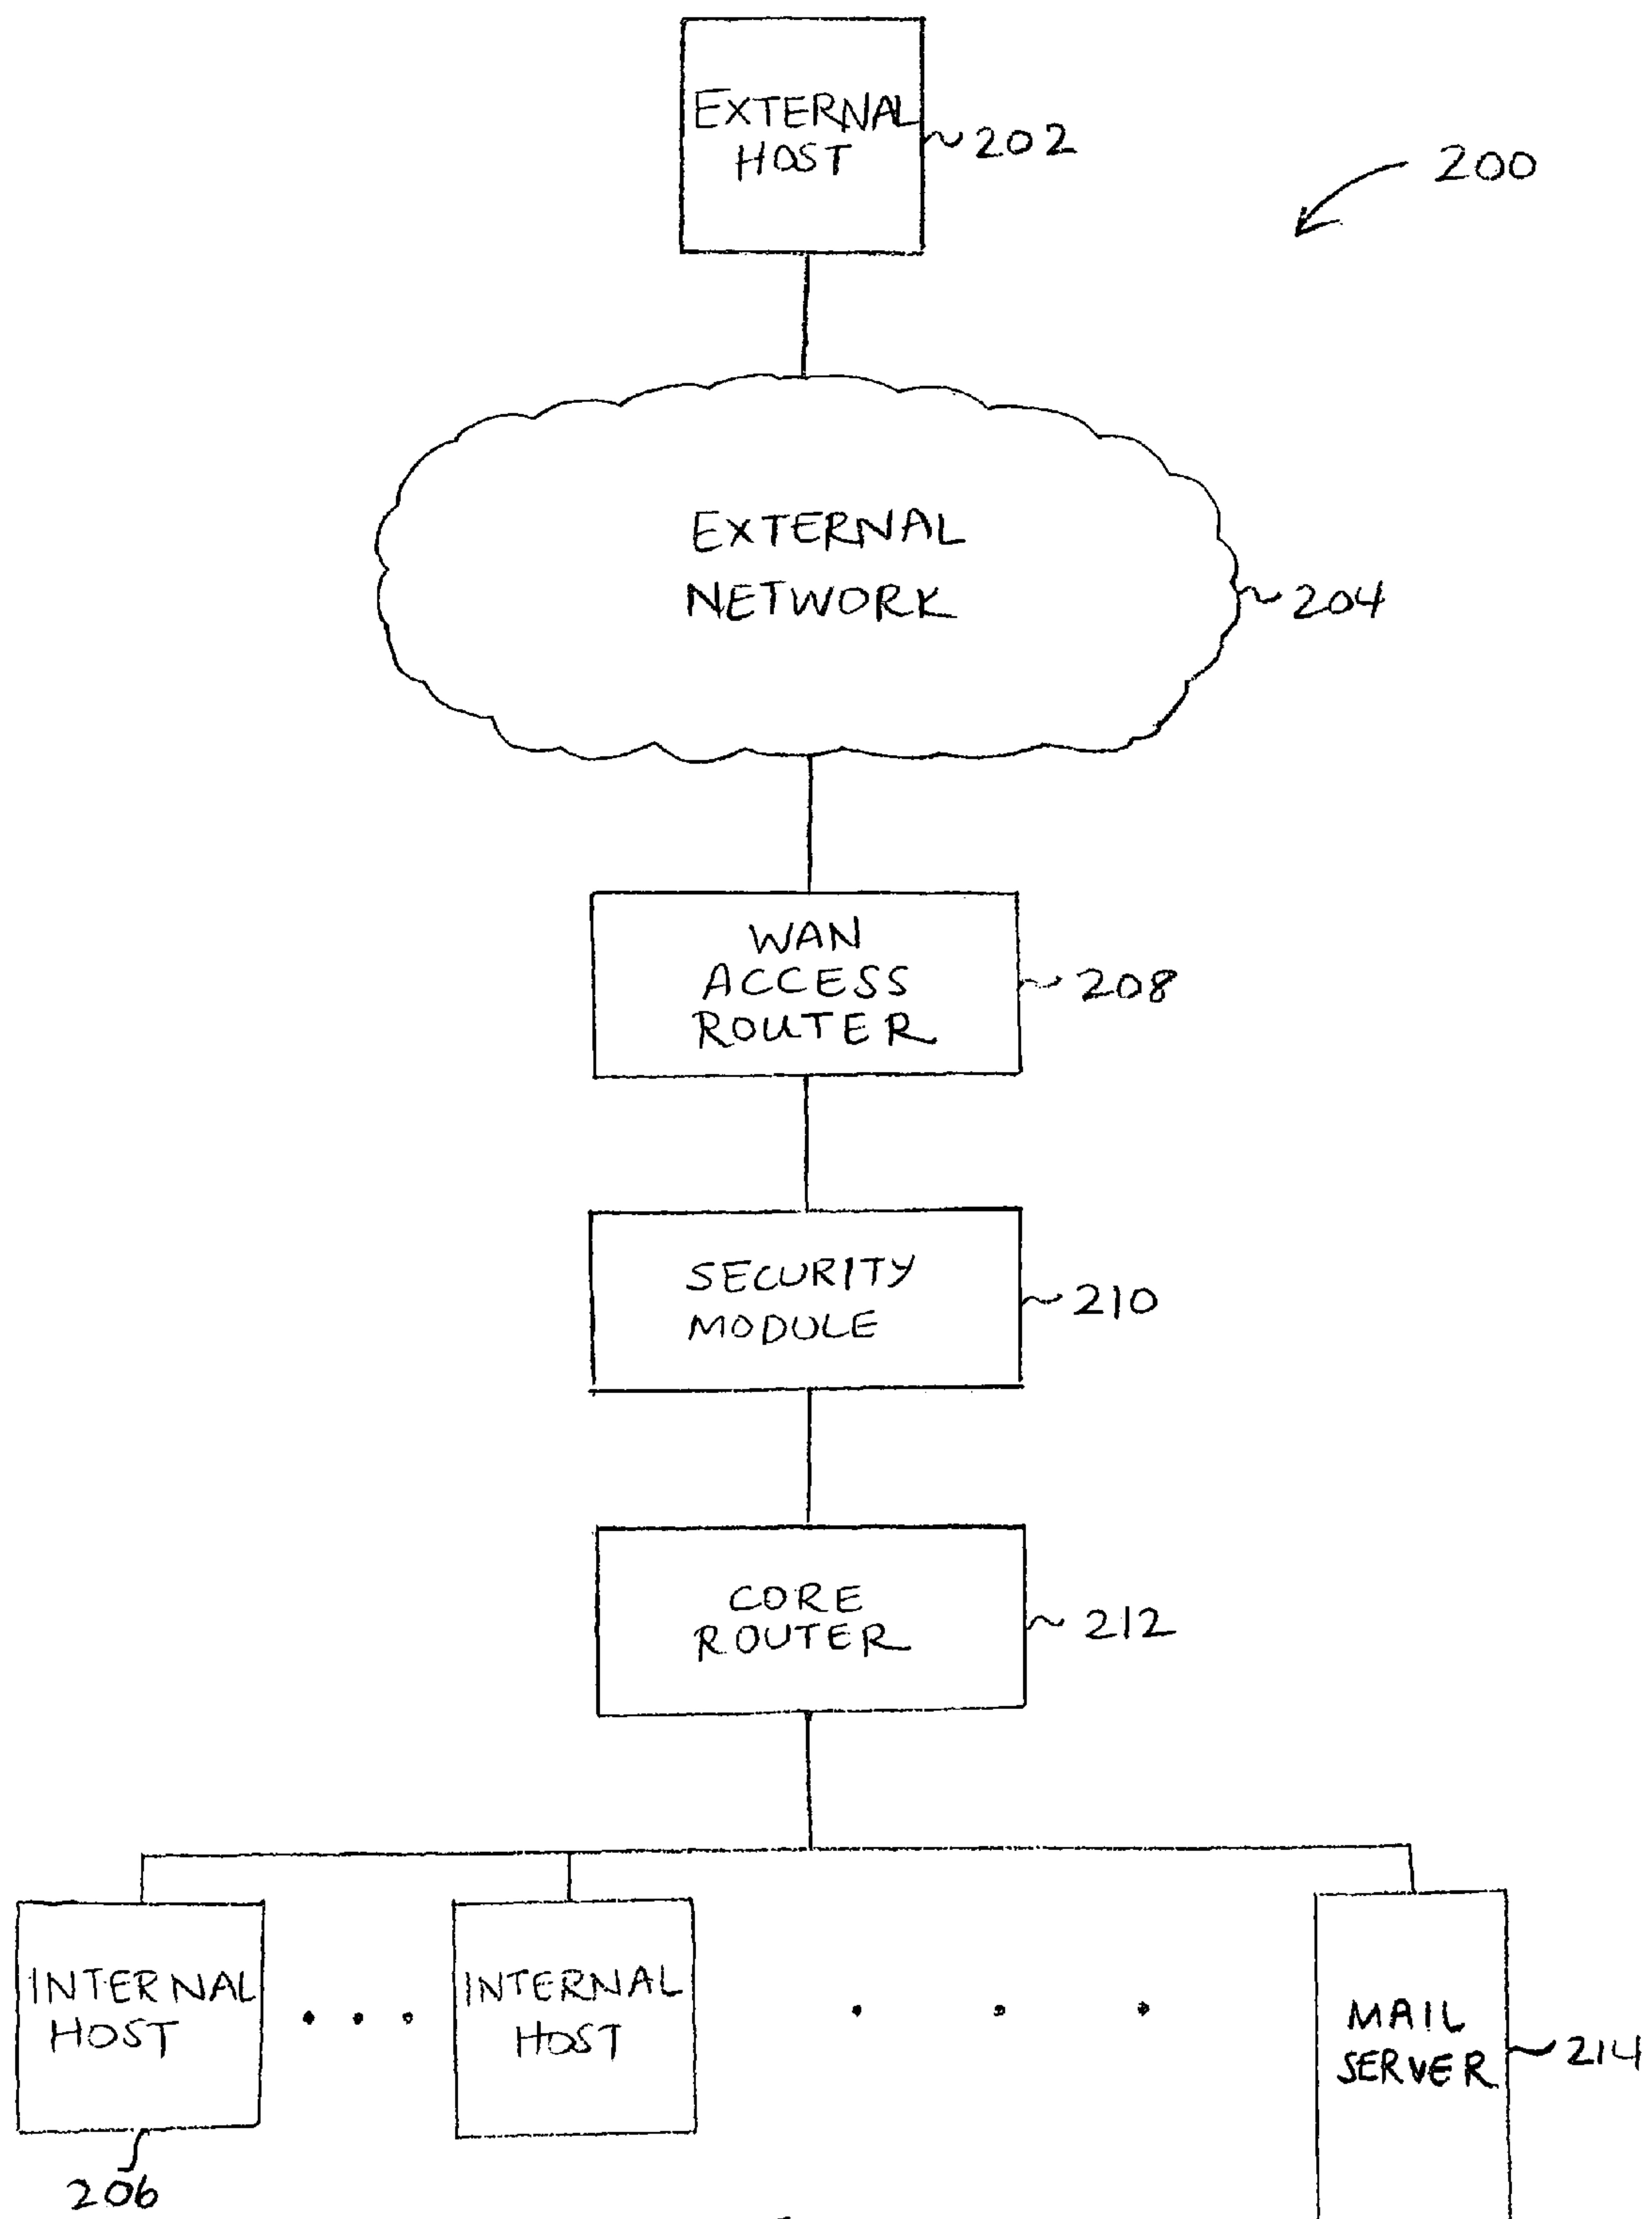 EXTERNAL
HOST
202
200
EXTERNAL
NETWORK
204
WAN
ACCESS
ROUTER
208
SECURITY
MODULE
210
CORE
ROUTER
212
INTERNAL
HOST
206
INTERNAL
HOST
MAIL
SERVER
214